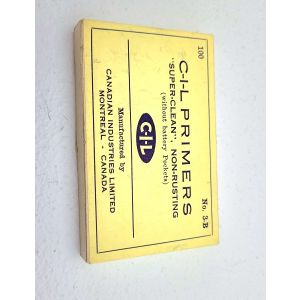 100
No. 3-B
C-I-L PRIMERS
"SUPER-CLEAN", NON-RUSTING
(without battery Pockets)
C-I-L
Manufactured by
CANADIAN INDUSTRIES LIMITED
MONTREAL - CANADA